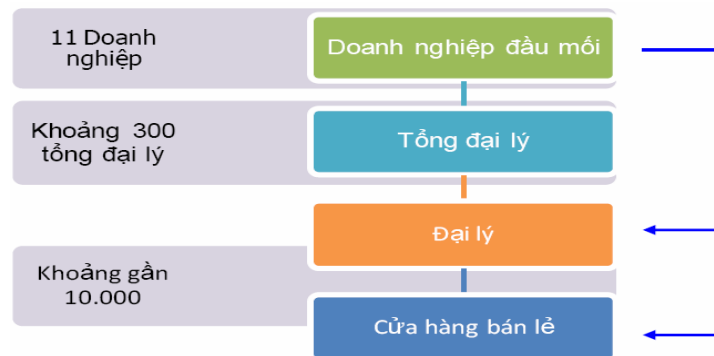 11 Doanh
nghiệp
Doanh nghiệp đầu mối
Khoảng 300
tổng đại lý
Tổng đại lý
Đại lý
Khoảng gần
10.000
Cửa hàng bán lẻ